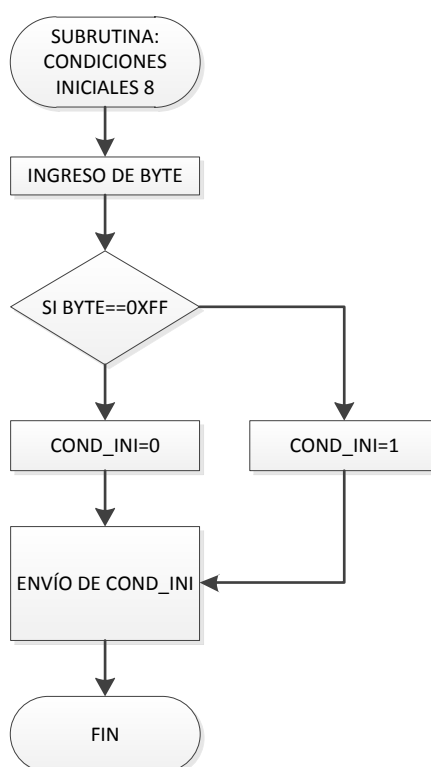 SUBRUTINA:
CONDICIONES
INICIALES 8
INGRESO DE BYTE
SI BYTE==0XFF
COND_INI=0
COND_INI=1
ENVÍO DE COND_INI
FIN